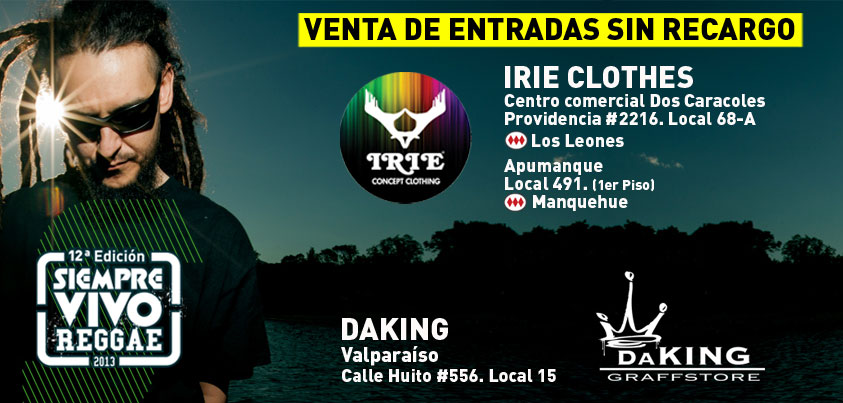 VENTA DE ENTRADAS SIN RECARGO
IRIE CLOTHES
Centro comercial Dos Caracoles
Providencia #2216. Local 68-A
Los Leones
Apumanque
Local 491. (1er Piso)
Manquehue
IRIE
CONCEPT CLOTHING
12ª Edición
SIEMPRE
VIVO
REGGAE
2013
DAKING
Valparaíso
Calle Huito #556. Local 15
DAKING
GRAFFSTORE